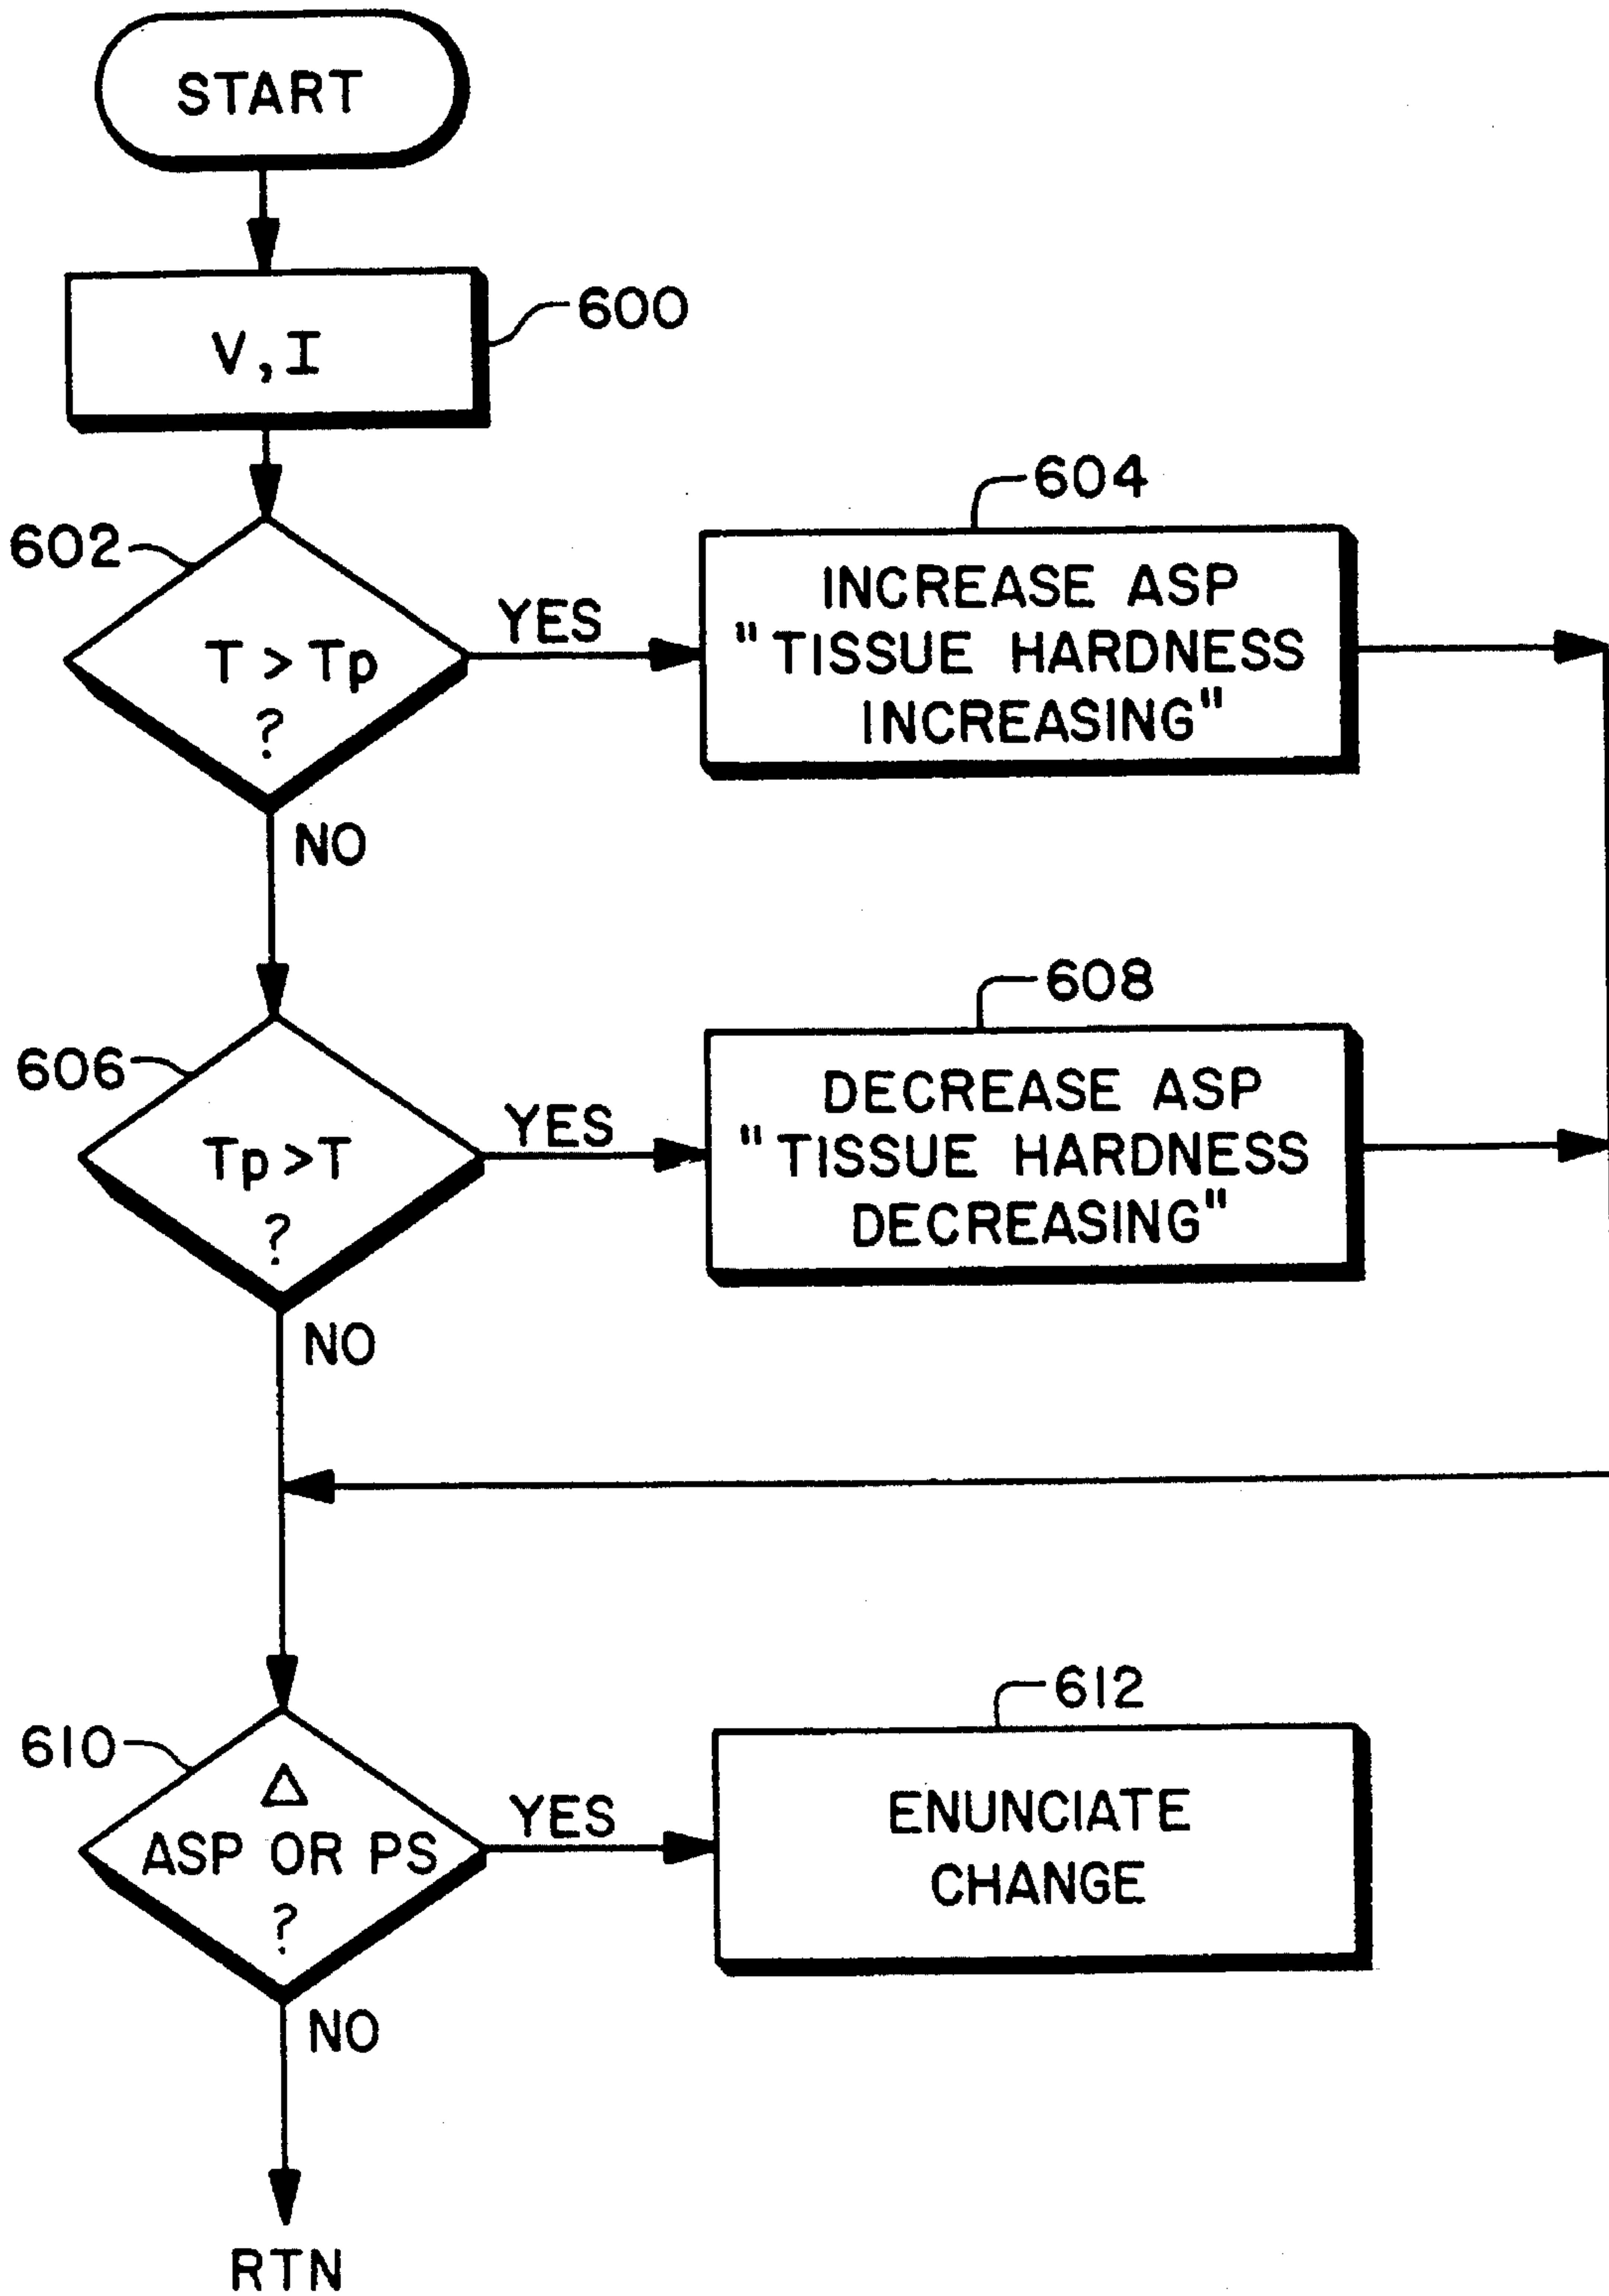 START
V, I
600
602
T > Tp
?
YES
NO
604
INCREASE ASP
"TISSUE HARDNESS
INCREASING"
606
Tp > T
?
YES
NO
608
DECREASE ASP
"TISSUE HARDNESS
DECREASING"
610
Δ
ASP OR PS
?
YES
NO
612
ENUNCIATE
CHANGE
RTN